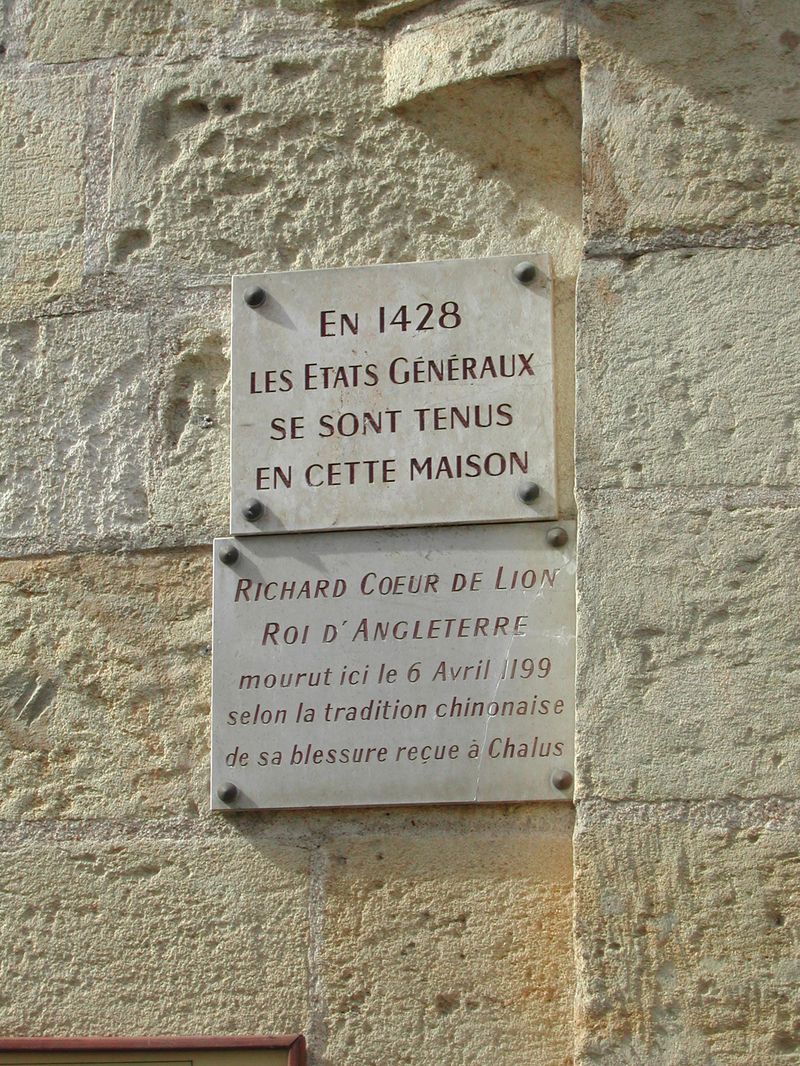 EN 1428
LES ETATS GÉNÉRAUX
SE SONT TENUS
EN CETTE MAISON
RICHARD COEUR DE LION
ROI D'ANGLETERRE
mourut ici le 6 Avril 1199
selon la tradition chinonaise
de sa blessure reçue à Chalus